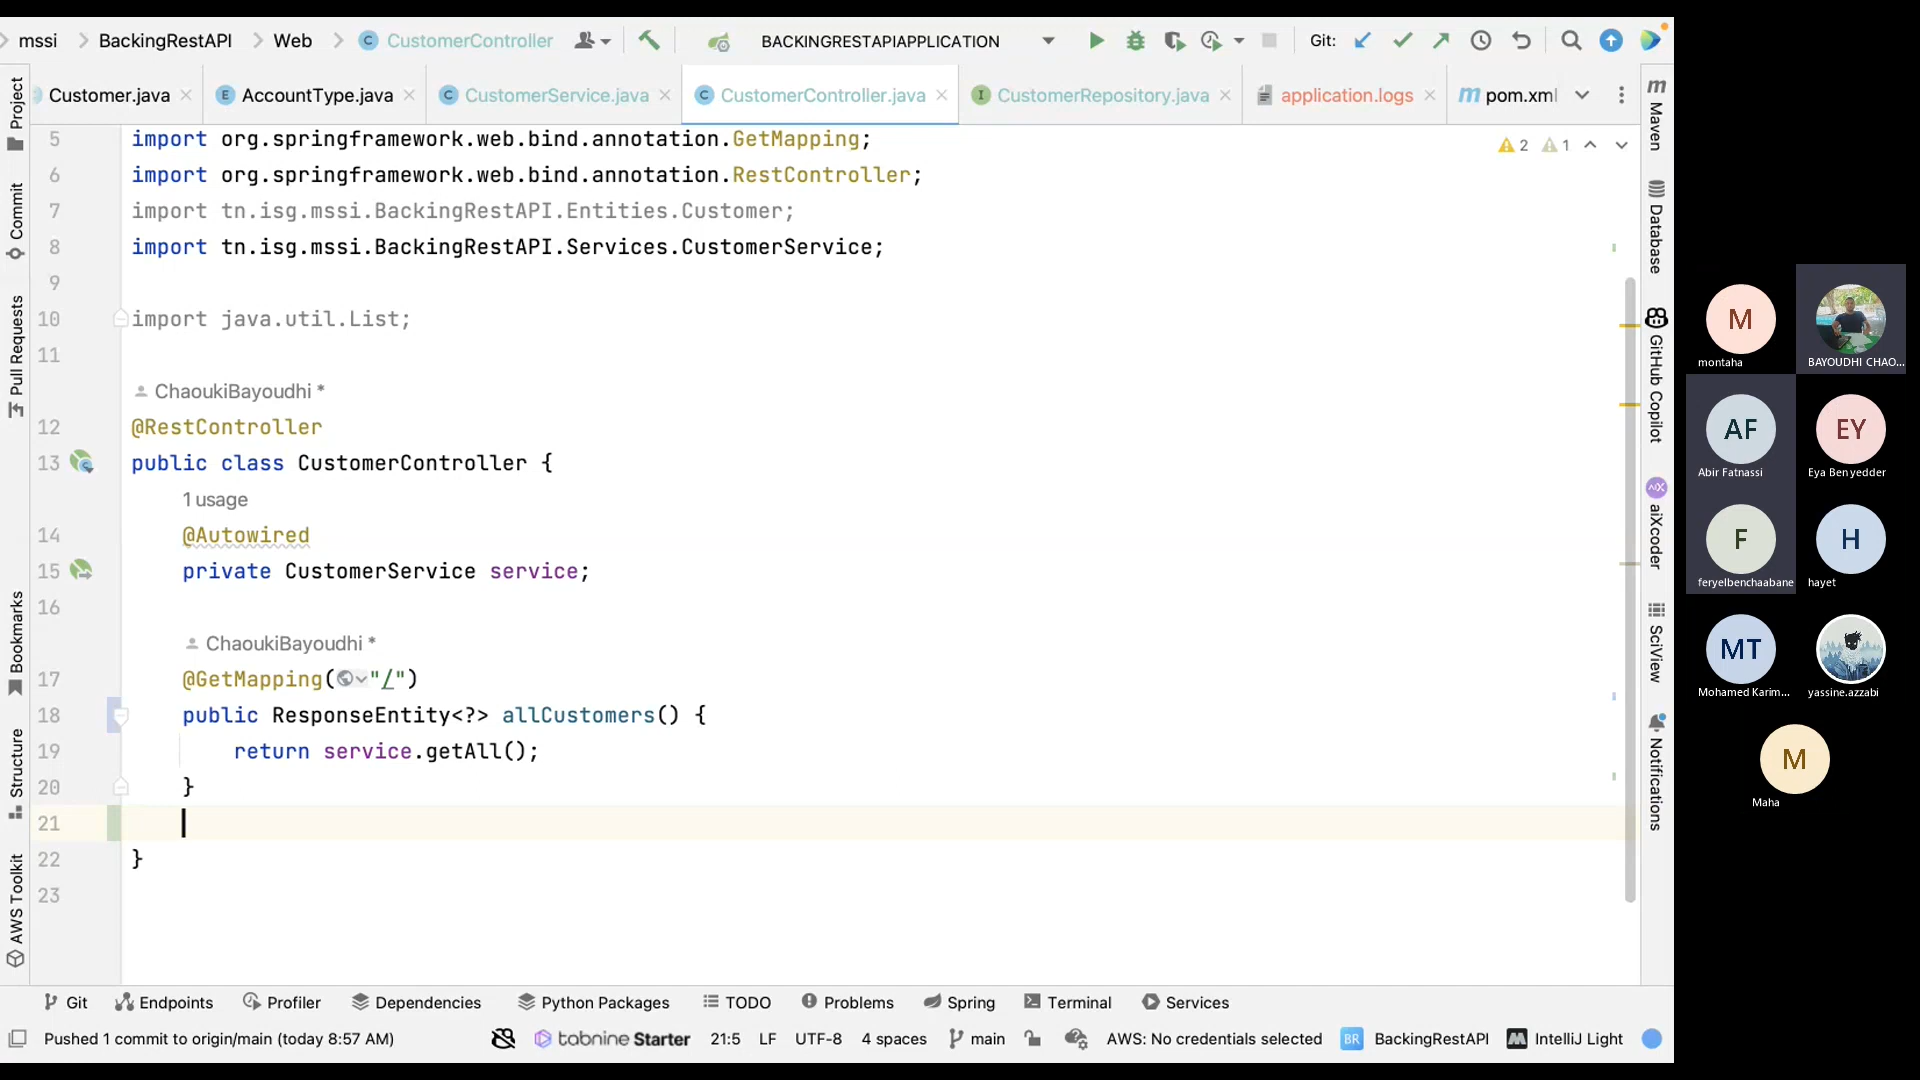 mssi BackingRestAPI Web CustomerController BACKINGRESTAPIAPPLICATION Git:
Customer.java AccountType.java CustomerService.java CustomerController.java CustomerRepository.java application.logs pom.xml
Project
Commit
Pull Requests
Bookmarks
Structure
AWS Toolkit
2 1
5 import org.springframework.web.bind.annotation.GetMapping;
6 import org.springframework.web.bind.annotation.RestController;
7 import tn.isg.mssi.BackingRestAPI.Entities.Customer;
8 import tn.isg.mssi.BackingRestAPI.Services.CustomerService;
9
10 import java.util.List;
11
ChaoukiBayoudhi *
12 @RestController
13 public class CustomerController {
1 usage
14 @Autowired
15 private CustomerService service;
16
ChaoukiBayoudhi *
17 @GetMapping("/")
18 public ResponseEntity<?> allCustomers() {
19 return service.getAll();
20 }
21
22 }
23
Maven
Database
GitHub Copilot
aiXcoder
SciView
Notifications
Git Endpoints Profiler Dependencies Python Packages TODO Problems Spring Terminal Services
Pushed 1 commit to origin/main (today 8:57 AM) tabnine Starter 21:5 LF UTF-8 4 spaces main AWS: No credentials selected BR BackingRestAPI IntelliJ Light
M
montaha
BAYOUDHI CHAO...
AF
Abir Fatnassi
EY
Eya Benyedder
F
feryelbenchaabane
H
hayet
MT
Mohamed Karim...
yassine.azzabi
M
Maha